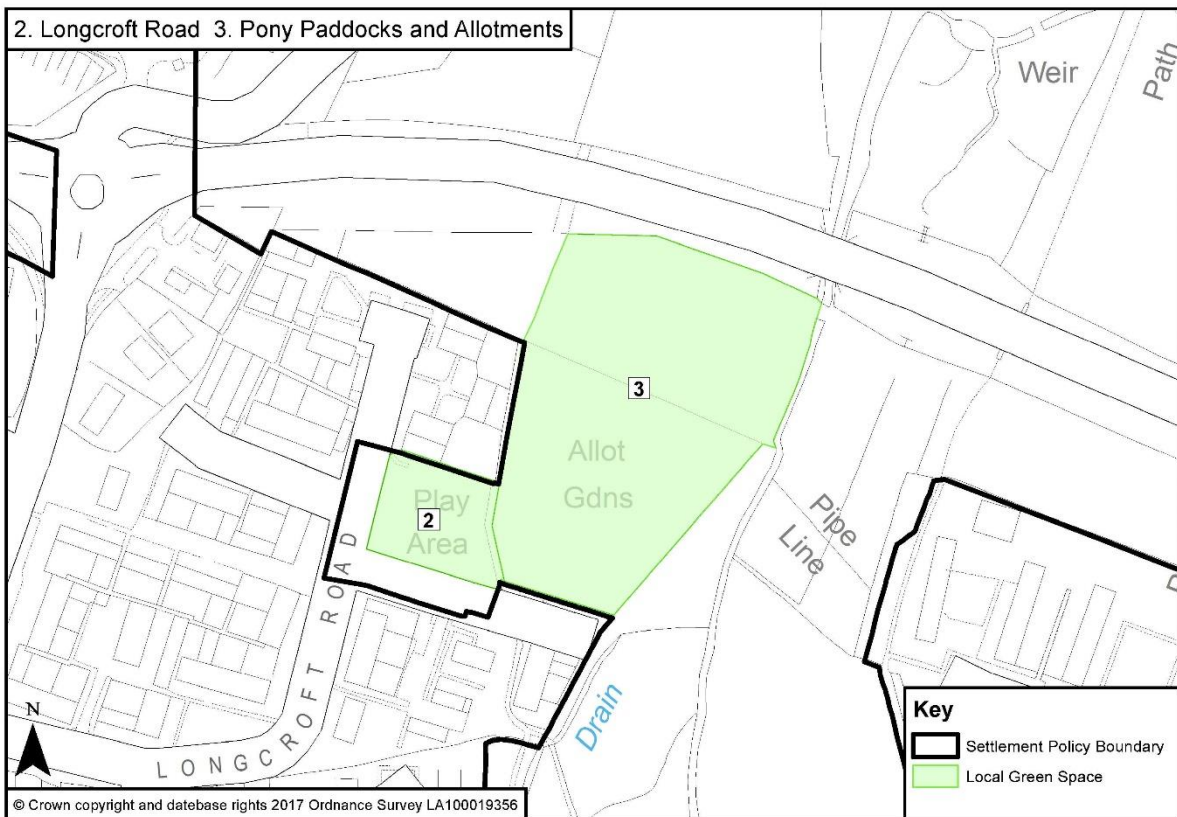 2. Longcroft Road 3. Pony Paddocks and Allotments
Weir
Path
3
Allot
Gdns
Play
Area
2
Pipe
Line
LONGCROFT ROAD
Drain
N
Key
Settlement Policy Boundary
Local Green Space
© Crown copyright and datebase rights 2017 Ordnance Survey LA100019356